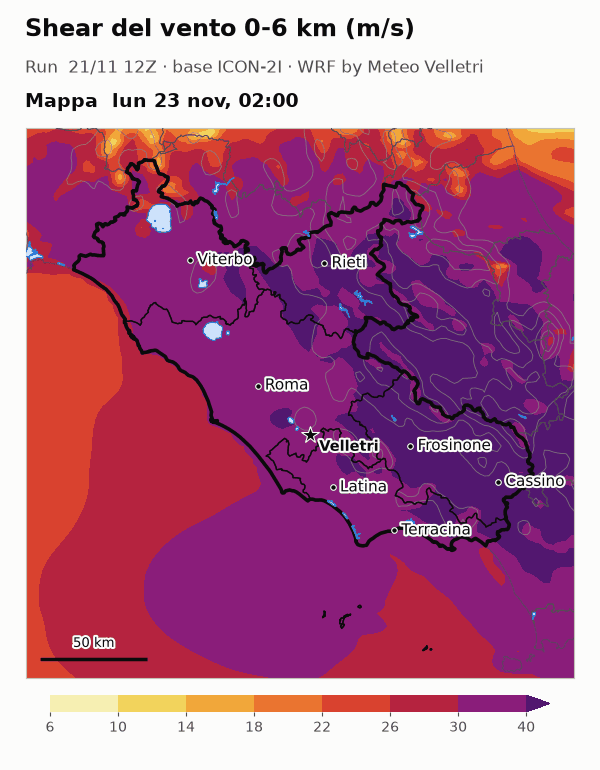 Shear del vento 0-6 km (m/s)
Run 21/11 12Z · base ICON-2I · WRF by Meteo Velletri
Mappa lun 23 nov, 02:00
Viterbo
Rieti
Roma
Velletri
Frosinone
Latina
Cassino
Terracina
50 km
6 10 14 18 22 26 30 40